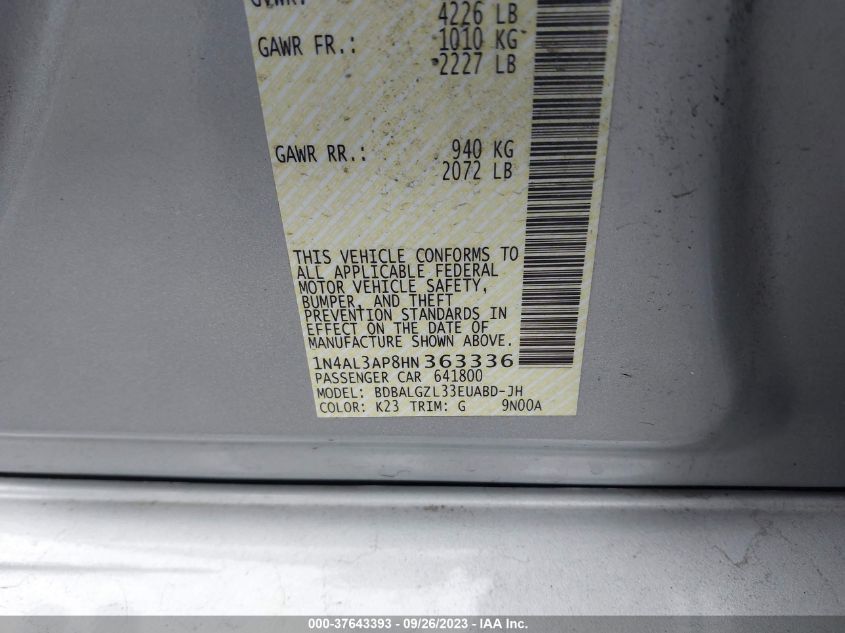 4226 LB
GAWR FR.: 1010 KG
2227 LB
GAWR RR.: 940 KG
2072 LB
THIS VEHICLE CONFORMS TO
ALL APPLICABLE FEDERAL
MOTOR VEHICLE SAFETY,
BUMPER, AND THEFT
PREVENTION STANDARDS IN
EFFECT ON THE DATE OF
MANUFACTURE SHOWN ABOVE.
1N4AL3AP8HN363336
PASSENGER CAR 641800
MODEL: BDBALGZL33EUABD-JH
COLOR: K23 TRIM: G 9N00A
000-37643393 - 09/26/2023 - IAA Inc.